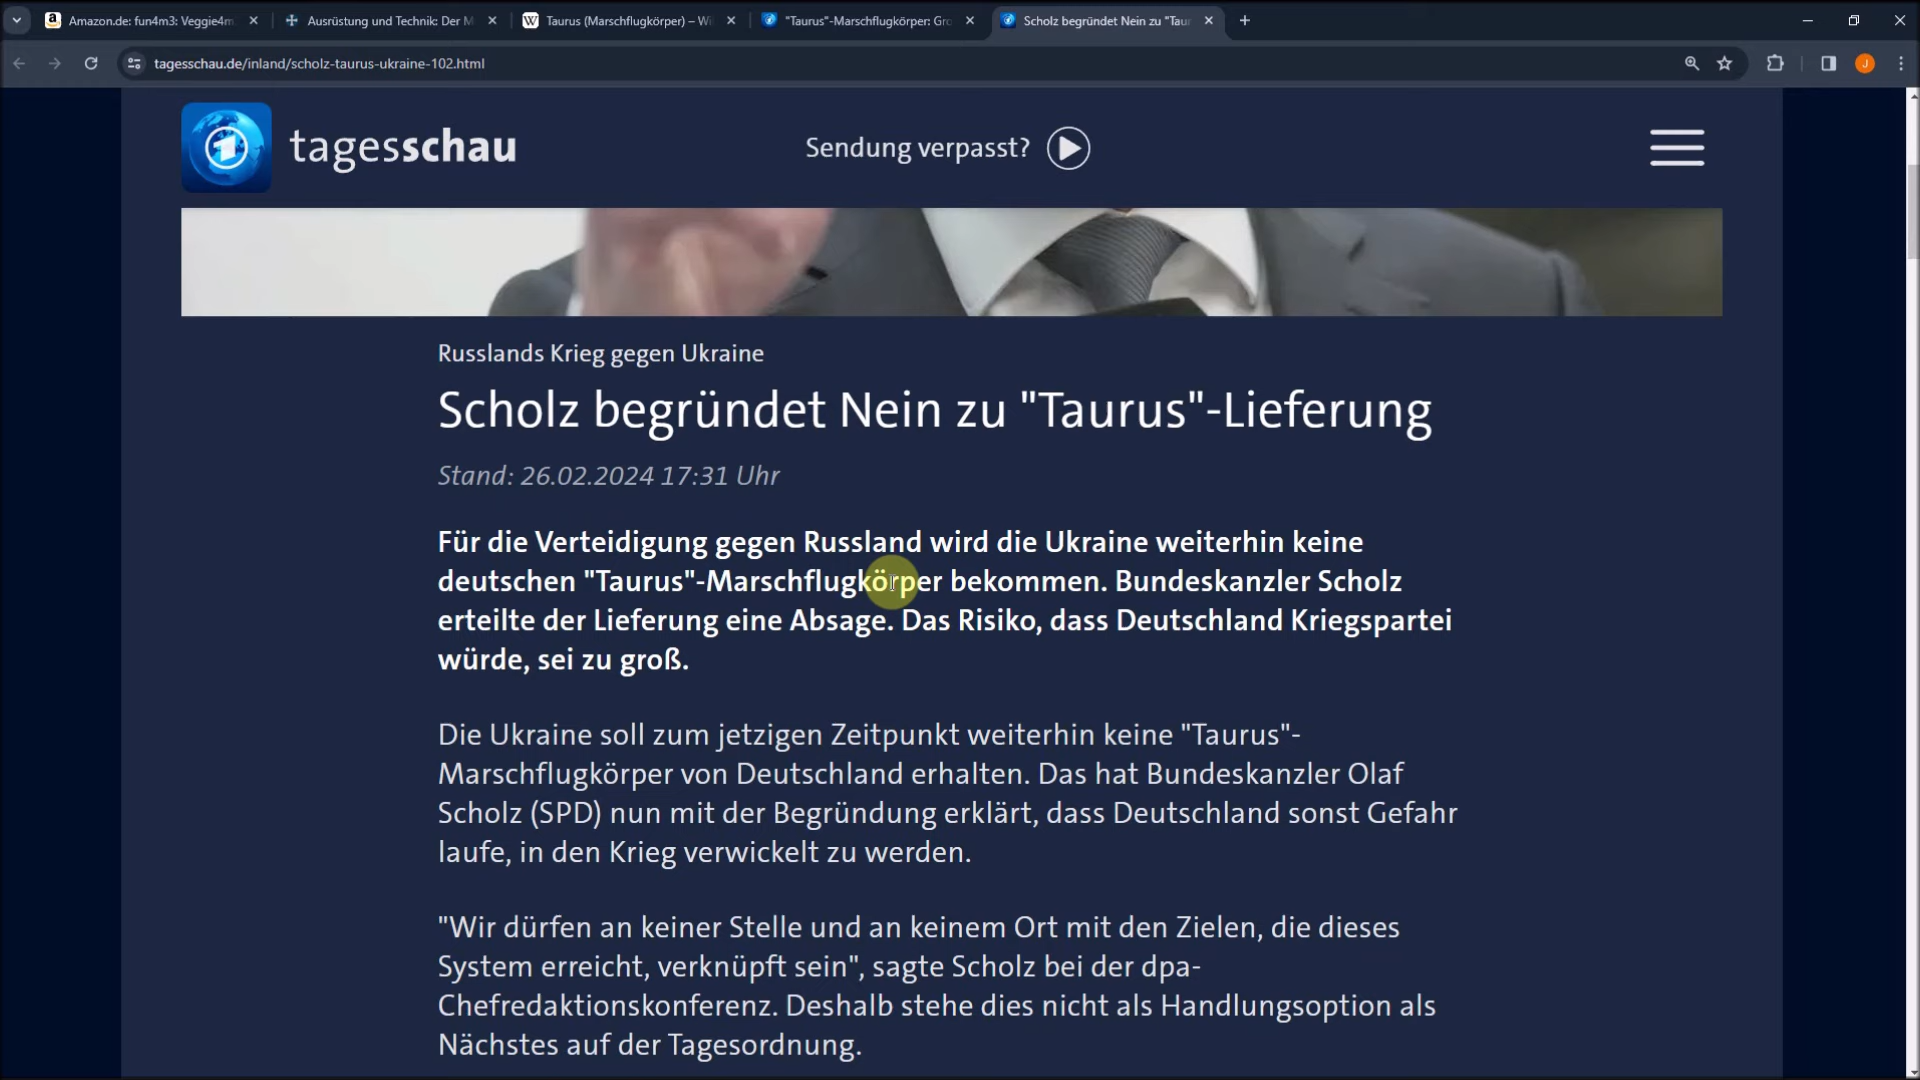 Amazon.de: fun4m3: Veggie4m
Ausrüstung und Technik: Der M
Taurus (Marschflugkörper) – Wi
"Taurus"-Marschflugkörper: Gro
Scholz begründet Nein zu "Taur
tagesschau.de/inland/scholz-taurus-ukraine-102.html
J
1
tagesschau
Sendung verpasst?
Russlands Krieg gegen Ukraine
Scholz begründet Nein zu "Taurus"-Lieferung
Stand: 26.02.2024 17:31 Uhr
Für die Verteidigung gegen Russland wird die Ukraine weiterhin keine
deutschen "Taurus"-Marschflugkörper bekommen. Bundeskanzler Scholz
erteilte der Lieferung eine Absage. Das Risiko, dass Deutschland Kriegspartei
würde, sei zu groß.
Die Ukraine soll zum jetzigen Zeitpunkt weiterhin keine "Taurus"-
Marschflugkörper von Deutschland erhalten. Das hat Bundeskanzler Olaf
Scholz (SPD) nun mit der Begründung erklärt, dass Deutschland sonst Gefahr
laufe, in den Krieg verwickelt zu werden.
"Wir dürfen an keiner Stelle und an keinem Ort mit den Zielen, die dieses
System erreicht, verknüpft sein", sagte Scholz bei der dpa-
Chefredaktionskonferenz. Deshalb stehe dies nicht als Handlungsoption als
Nächstes auf der Tagesordnung.